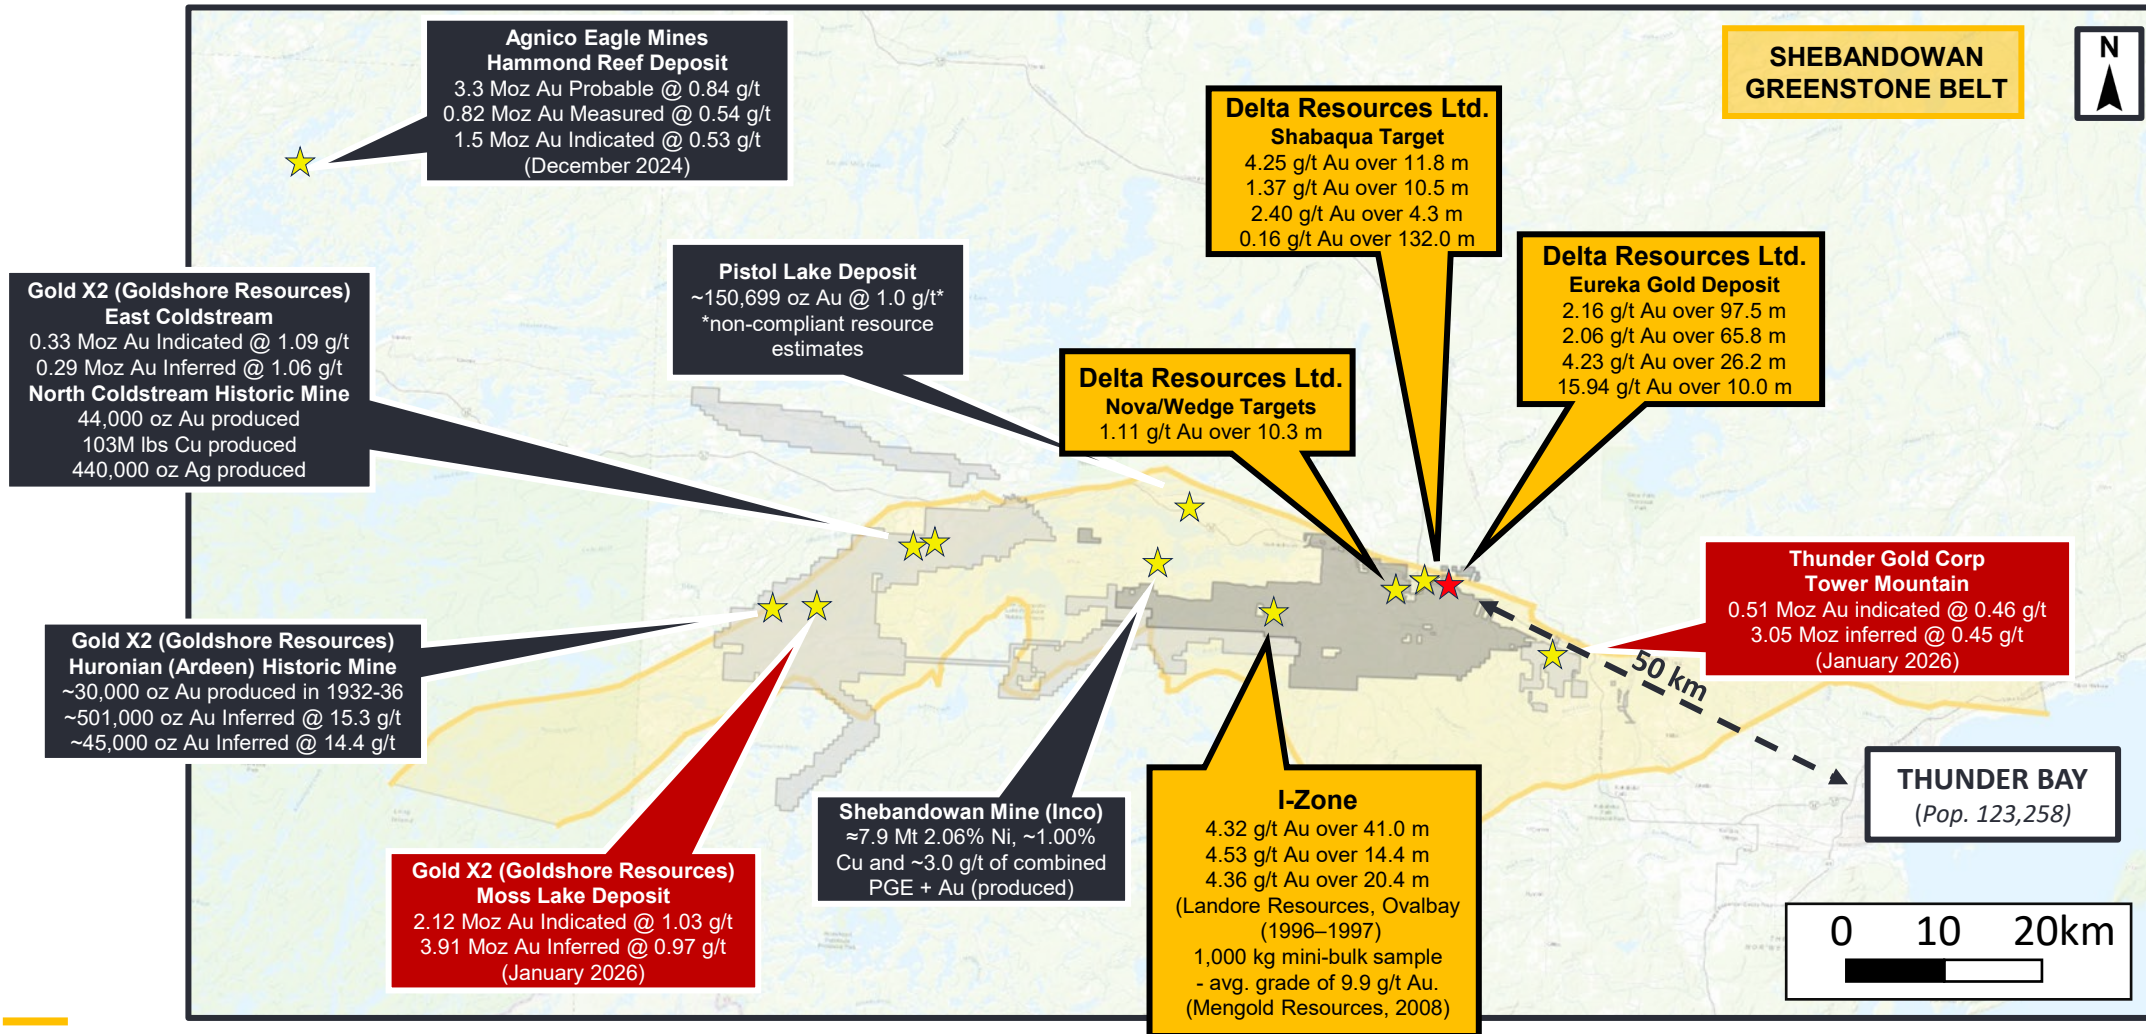 Agnico Eagle Mines
Hammond Reef Deposit
3.3 Moz Au Probable @ 0.84 g/t
0.82 Moz Au Measured @ 0.54 g/t
1.5 Moz Au Indicated @ 0.53 g/t
(December 2024)
SHEBANDOWAN
GREENSTONE BELT
N
Delta Resources Ltd.
Shabaqua Target
4.25 g/t Au over 11.8 m
1.37 g/t Au over 10.5 m
2.40 g/t Au over 4.3 m
0.16 g/t Au over 132.0 m
Delta Resources Ltd.
Eureka Gold Deposit
2.16 g/t Au over 97.5 m
2.06 g/t Au over 65.8 m
4.23 g/t Au over 26.2 m
15.94 g/t Au over 10.0 m
Pistol Lake Deposit
~150,699 oz Au @ 1.0 g/t*
*non-compliant resource
estimates
Gold X2 (Goldshore Resources)
East Coldstream
0.33 Moz Au Indicated @ 1.09 g/t
0.29 Moz Au Inferred @ 1.06 g/t
North Coldstream Historic Mine
44,000 oz Au produced
103M lbs Cu produced
440,000 oz Ag produced
Delta Resources Ltd.
Nova/Wedge Targets
1.11 g/t Au over 10.3 m
Thunder Gold Corp
Tower Mountain
0.51 Moz Au indicated @ 0.46 g/t
3.05 Moz inferred @ 0.45 g/t
(January 2026)
Gold X2 (Goldshore Resources)
Huronian (Ardeen) Historic Mine
~30,000 oz Au produced in 1932-36
~501,000 oz Au Inferred @ 15.3 g/t
~45,000 oz Au Inferred @ 14.4 g/t
50 km
THUNDER BAY
(Pop. 123,258)
Gold X2 (Goldshore Resources)
Moss Lake Deposit
2.12 Moz Au Indicated @ 1.03 g/t
3.91 Moz Au Inferred @ 0.97 g/t
(January 2026)
Shebandowan Mine (Inco)
≈7.9 Mt 2.06% Ni, ~1.00%
Cu and ~3.0 g/t of combined
PGE + Au (produced)
I-Zone
4.32 g/t Au over 41.0 m
4.53 g/t Au over 14.4 m
4.36 g/t Au over 20.4 m
(Landore Resources, Ovalbay
(1996–1997)
1,000 kg mini-bulk sample
- avg. grade of 9.9 g/t Au.
(Mengold Resources, 2008)
0 10 20km